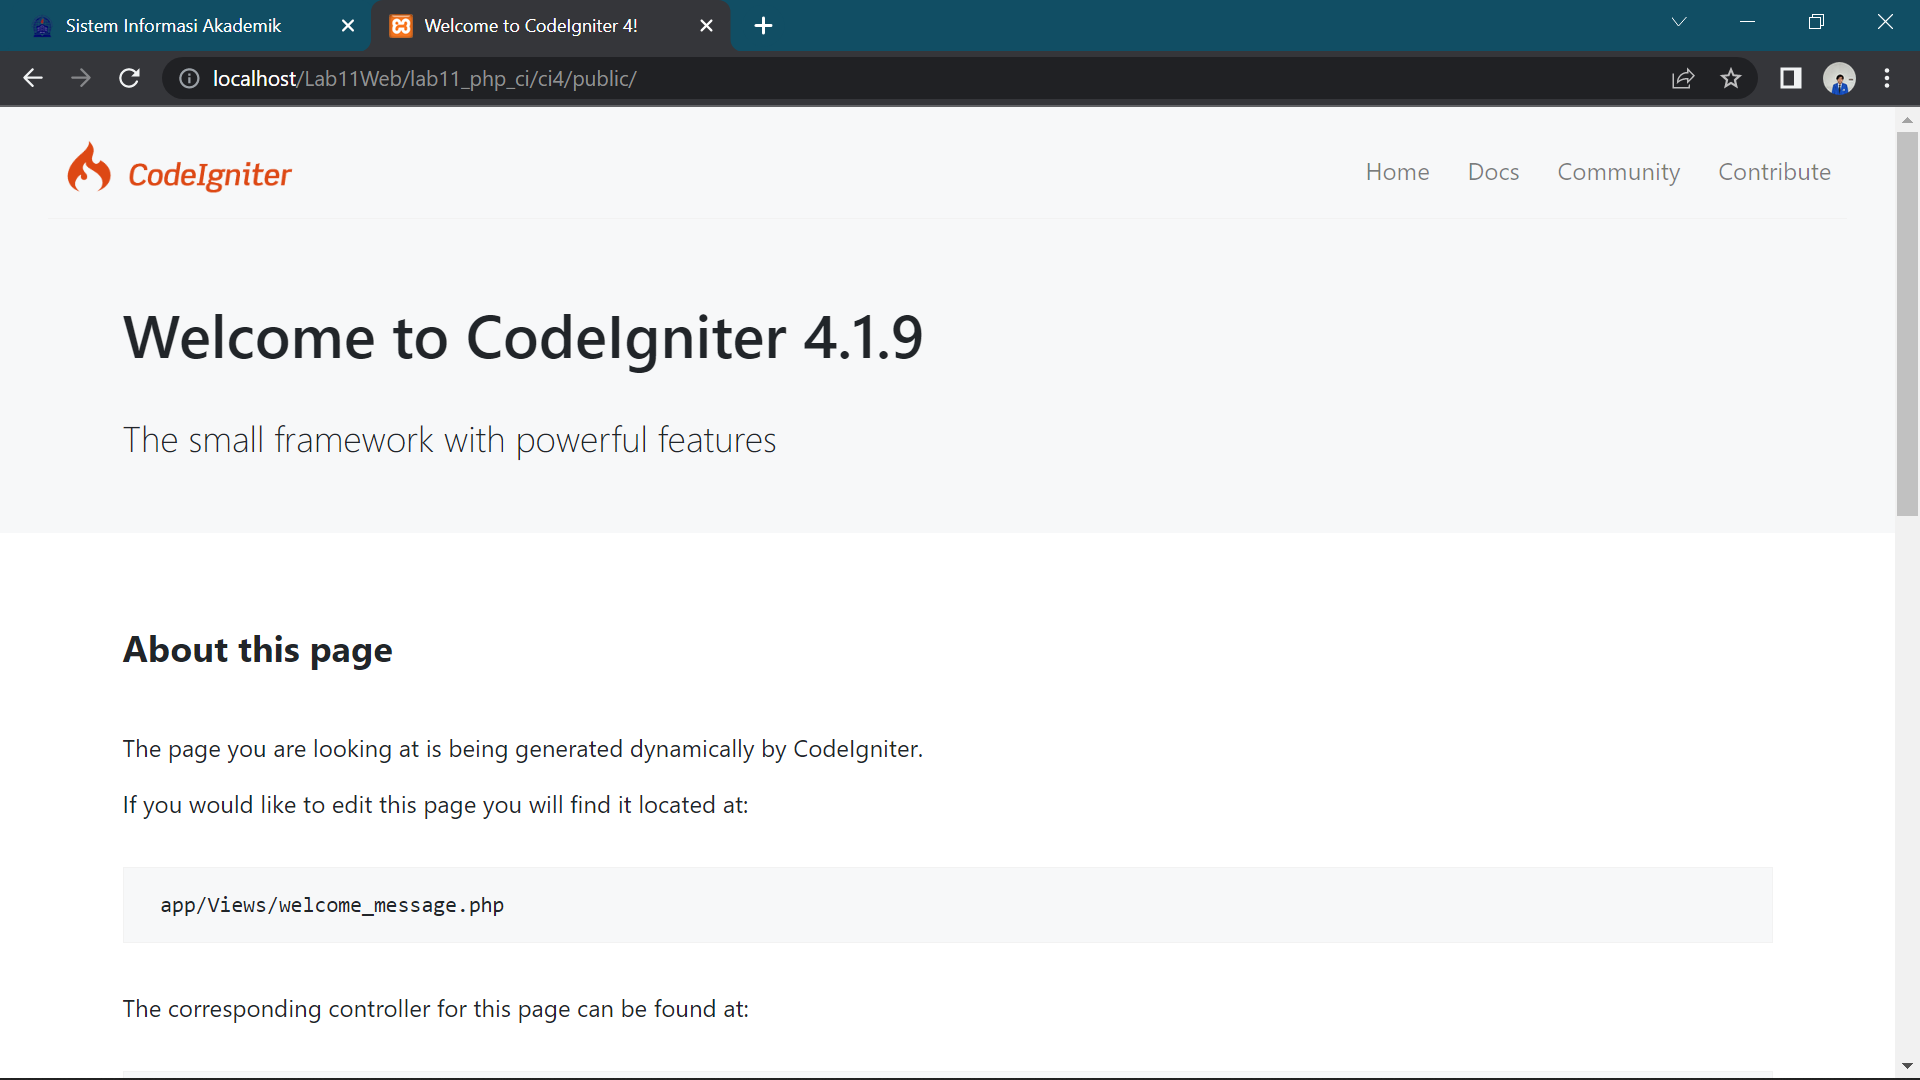 Sistem Informasi Akademik
Welcome to CodeIgniter 4!
localhost/Lab11Web/lab11_php_ci/ci4/public/
CodeIgniter
Home Docs Community Contribute
Welcome to CodeIgniter 4.1.9
The small framework with powerful features
About this page
The page you are looking at is being generated dynamically by CodeIgniter.
If you would like to edit this page you will find it located at:
app/Views/welcome_message.php
The corresponding controller for this page can be found at: